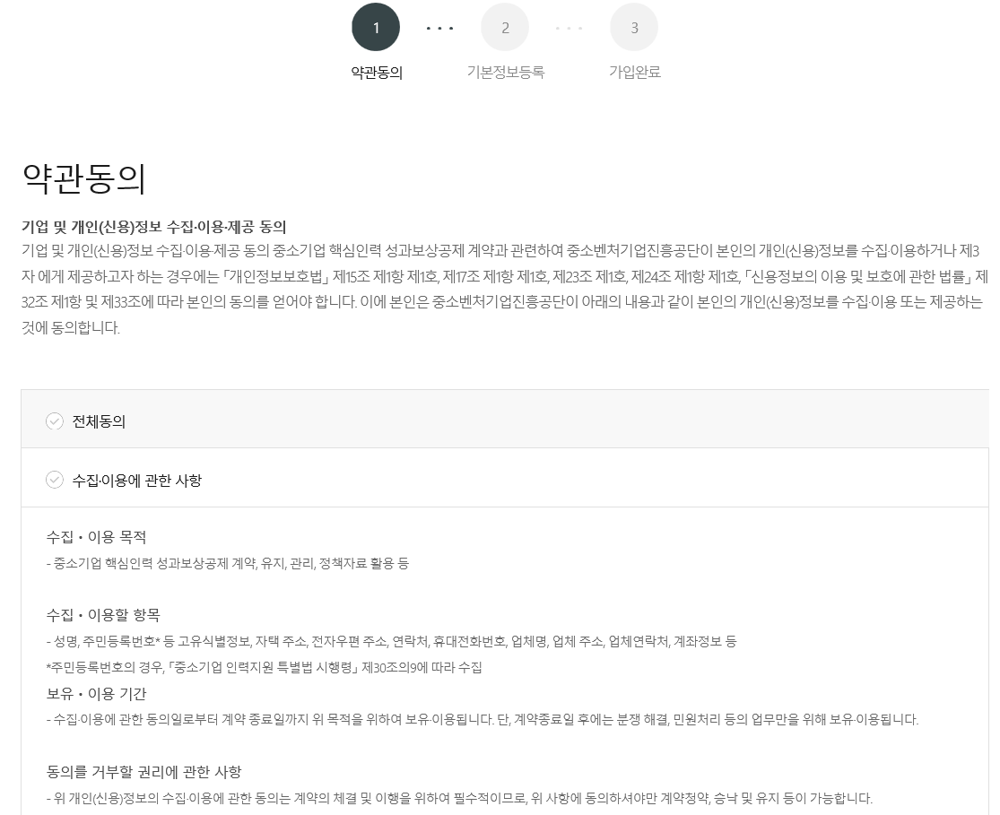 1 ··· 2 ··· 3
약관동의 기본정보등록 가입완료
약관동의
기업 및 개인(신용)정보 수집·이용·제공 동의
기업 및 개인(신용)정보 수집·이용·제공 동의 중소기업 핵심인력 성과보상공제 계약과 관련하여 중소벤처기업진흥공단이 본인의 개인(신용)정보를 수집·이용하거나 제3
자 에게 제공하고자 하는 경우에는 ｢개인정보보호법｣ 제15조 제1항 제1호, 제17조 제1항 제1호, 제23조 제1호, 제24조 제1항 제1호, ｢신용정보의 이용 및 보호에 관한 법률｣ 제
32조 제1항 및 제33조에 따라 본인의 동의를 얻어야 합니다. 이에 본인은 중소벤처기업진흥공단이 아래의 내용과 같이 본인의 개인(신용)정보를 수집·이용 또는 제공하는
것에 동의합니다.
전체동의
수집·이용에 관한 사항
수집・이용 목적
- 중소기업 핵심인력 성과보상공제 계약, 유지, 관리, 정책자료 활용 등
수집・이용할 항목
- 성명, 주민등록번호* 등 고유식별정보, 자택 주소, 전자우편 주소, 연락처, 휴대전화번호, 업체명, 업체 주소, 업체연락처, 계좌정보 등
*주민등록번호의 경우, ｢중소기업 인력지원 특별법 시행령｣ 제30조의9에 따라 수집
보유・이용 기간
- 수집·이용에 관한 동의일로부터 계약 종료일까지 위 목적을 위하여 보유·이용됩니다. 단, 계약종료일 후에는 분쟁 해결, 민원처리 등의 업무만을 위해 보유·이용됩니다.
동의를 거부할 권리에 관한 사항
- 위 개인(신용)정보의 수집·이용에 관한 동의는 계약의 체결 및 이행을 위하여 필수적이므로, 위 사항에 동의하셔야만 계약청약, 승낙 및 유지 등이 가능합니다.